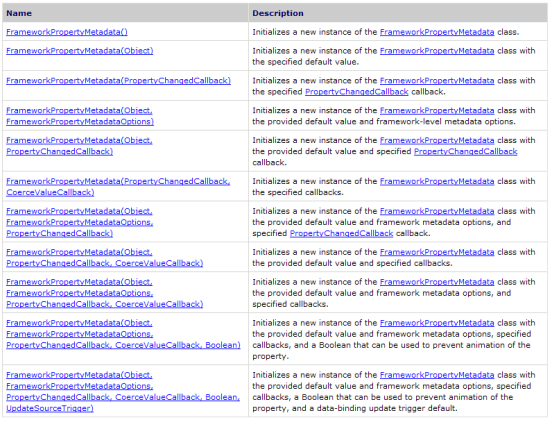 Name Description
FrameworkPropertyMetadata() Initializes a new instance of the FrameworkPropertyMetadata class.
FrameworkPropertyMetadata(Object) Initializes a new instance of the FrameworkPropertyMetadata class with
the specified default value.
FrameworkPropertyMetadata(PropertyChangedCallback) Initializes a new instance of the FrameworkPropertyMetadata class with
the specified PropertyChangedCallback callback.
FrameworkPropertyMetadata(Object, Initializes a new instance of the FrameworkPropertyMetadata class with
FrameworkPropertyMetadataOptions) the provided default value and framework-level metadata options.
FrameworkPropertyMetadata(Object, Initializes a new instance of the FrameworkPropertyMetadata class with
PropertyChangedCallback) the provided default value and specified PropertyChangedCallback
callback.
FrameworkPropertyMetadata(PropertyChangedCallback, Initializes a new instance of the FrameworkPropertyMetadata class with
CoerceValueCallback) the specified callbacks.
FrameworkPropertyMetadata(Object, Initializes a new instance of the FrameworkPropertyMetadata class with
FrameworkPropertyMetadataOptions, the provided default value and framework metadata options, and
PropertyChangedCallback) specified PropertyChangedCallback callback.
FrameworkPropertyMetadata(Object, Initializes a new instance of the FrameworkPropertyMetadata class with
PropertyChangedCallback, CoerceValueCallback) the provided default value and specified callbacks.
FrameworkPropertyMetadata(Object, Initializes a new instance of the FrameworkPropertyMetadata class with
FrameworkPropertyMetadataOptions, the provided default value and framework metadata options, and
PropertyChangedCallback, CoerceValueCallback) specified callbacks.
FrameworkPropertyMetadata(Object, Initializes a new instance of the FrameworkPropertyMetadata class with
FrameworkPropertyMetadataOptions, the provided default value and framework metadata options, specified
PropertyChangedCallback, CoerceValueCallback, Boolean) callbacks, and a Boolean that can be used to prevent animation of the
property.
FrameworkPropertyMetadata(Object, Initializes a new instance of the FrameworkPropertyMetadata class with
FrameworkPropertyMetadataOptions, the provided default value and framework metadata options, specified
PropertyChangedCallback, CoerceValueCallback, Boolean, callbacks, a Boolean that can be used to prevent animation of the
UpdateSourceTrigger) property, and a data-binding update trigger default.